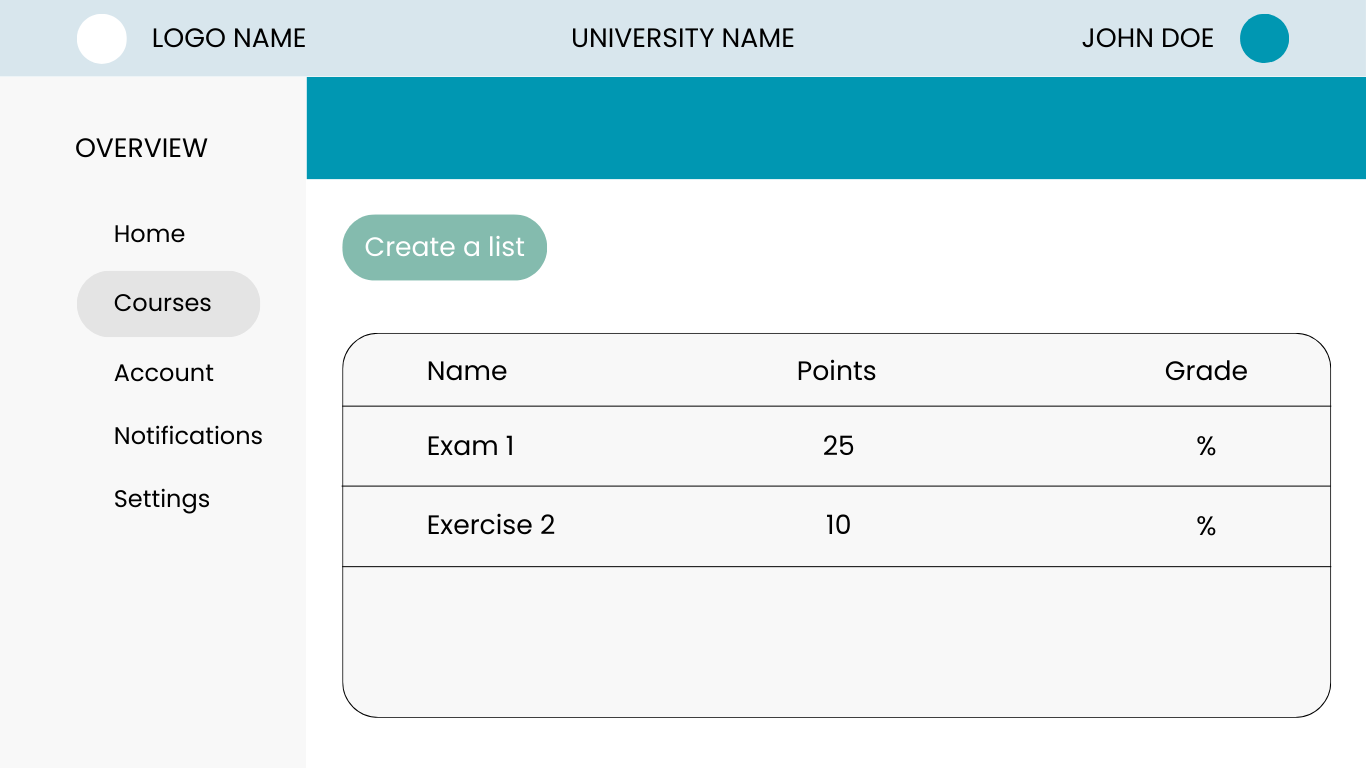 LOGO NAME
UNIVERSITY NAME
JOHN DOE
OVERVIEW
Home
Courses
Account
Notifications
Settings
Create a list
Name Points Grade
Exam 1 25 %
Exercise 2 10 %